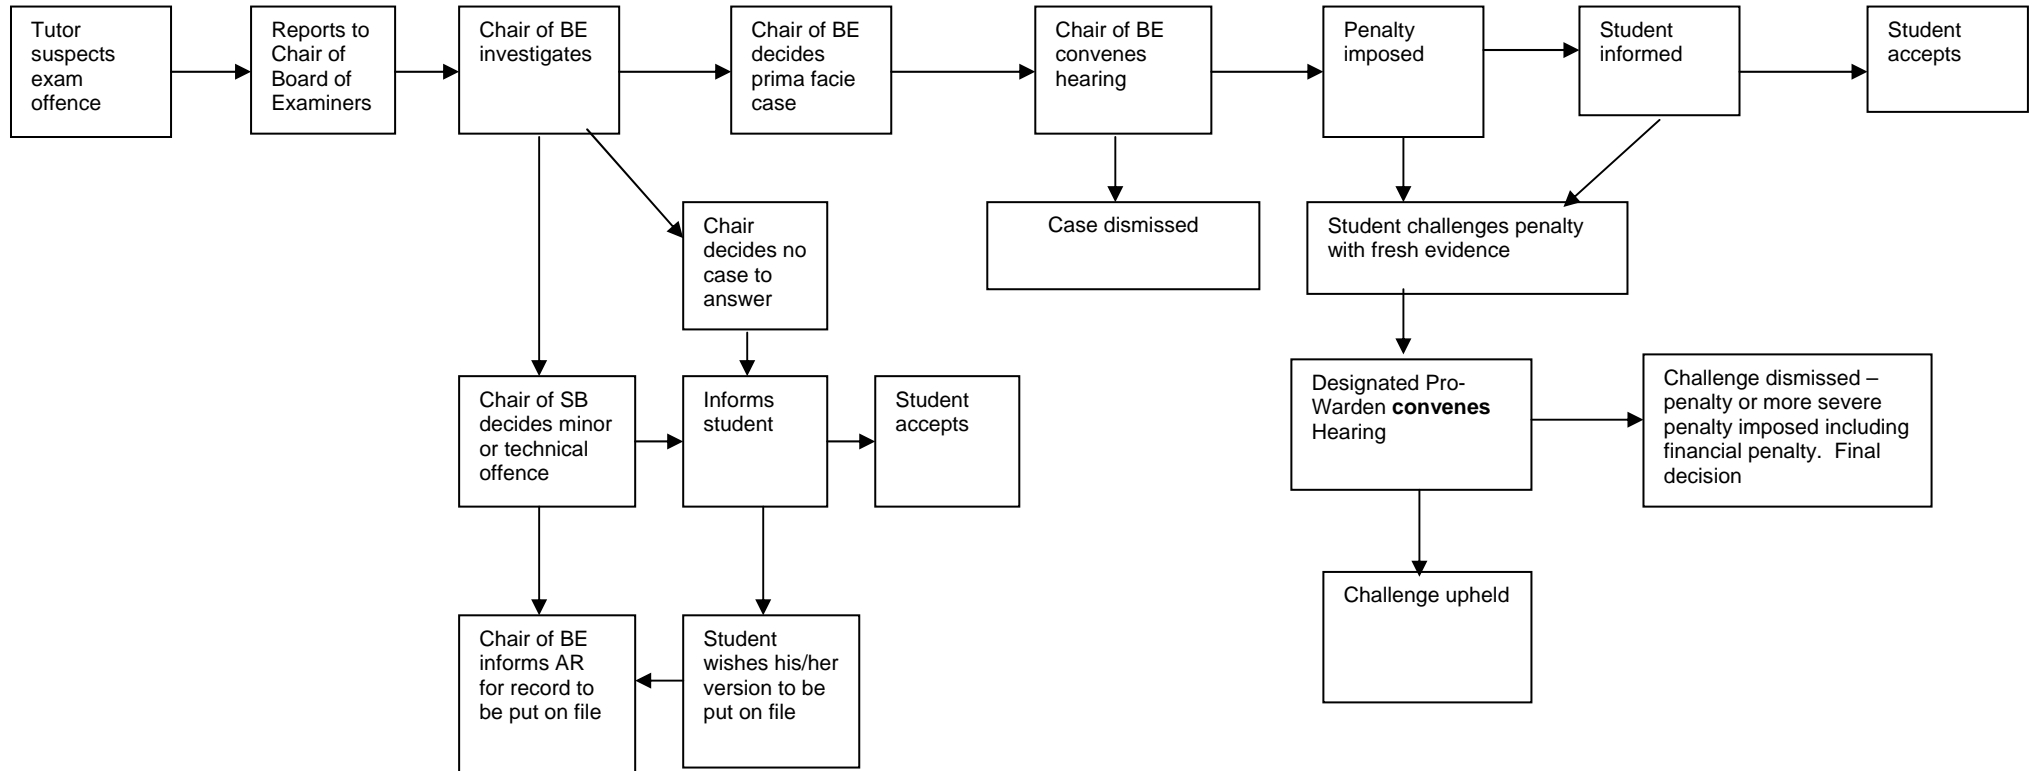 Tutor
suspects
exam
offence
Reports to
Chair of
Board of
Examiners
Chair of BE
investigates
Chair of BE
decides
prima facie
case
Chair of BE
convenes
hearing
Penalty
imposed
Student
informed
Student
accepts
Chair
decides no
case to
answer
Case dismissed
Student challenges penalty
with fresh evidence
Chair of SB
decides minor
or technical
offence
Informs
student
Student
accepts
Designated Pro-
Warden convenes
Hearing
Challenge dismissed –
penalty or more severe
penalty imposed including
financial penalty. Final
decision
Chair of BE
informs AR
for record to
be put on file
Student
wishes his/her
version to be
put on file
Challenge upheld